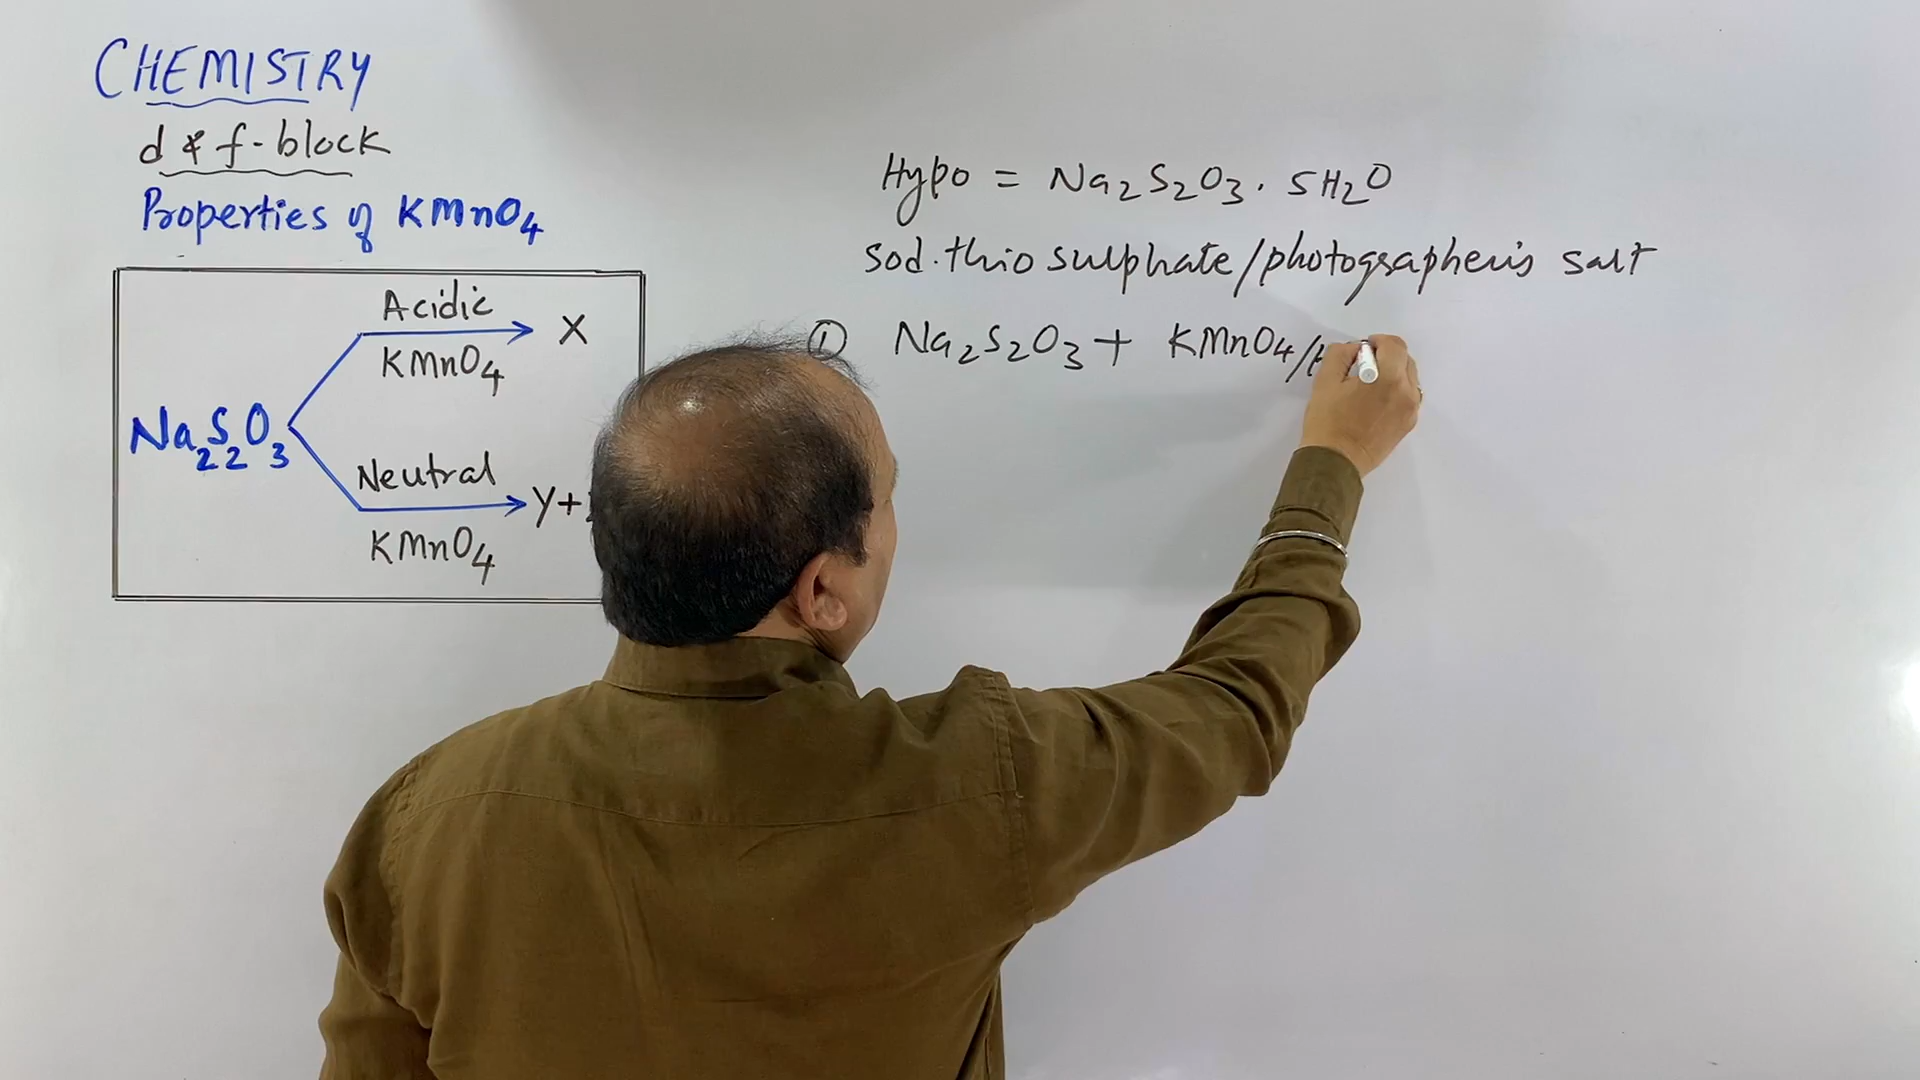 CHEMISTRY
d & f-block
Properties of KMnO4
Acidic
KMnO4
X
Na2S2O3
Neutral
KMnO4
Y+
Hypo = Na2S2O3. 5H2O
sod. thio sulphate/photographer's salt
① Na2S2O3 + KMnO4/